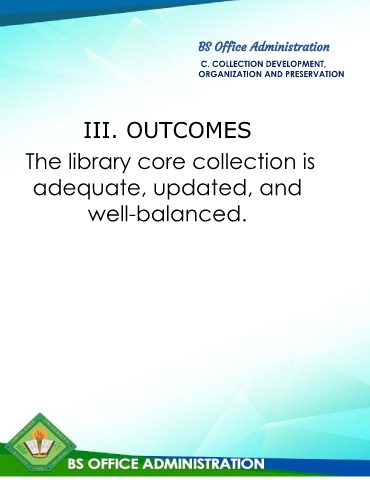 BS Office Administration
C. COLLECTION DEVELOPMENT,
ORGANIZATION AND PRESERVATION
III. OUTCOMES
The library core collection is
adequate, updated, and
well-balanced.
BS OFFICE ADMINISTRATION